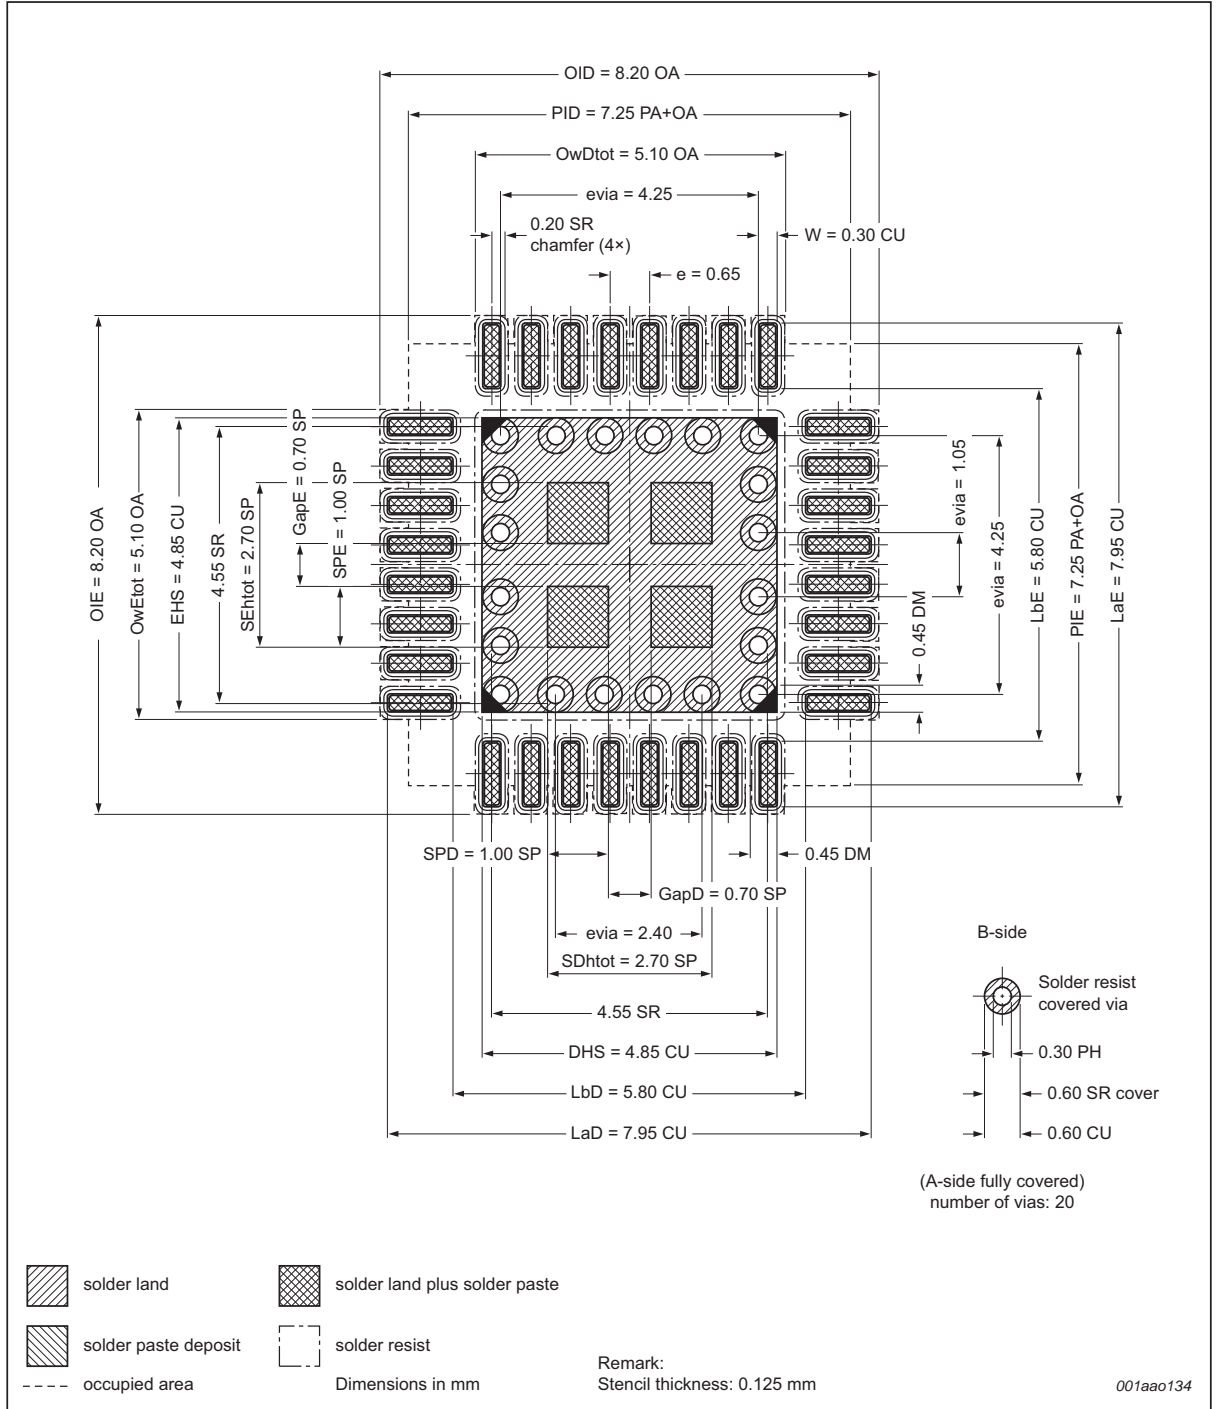 OID = 8.20 OA
PID = 7.25 PA+OA
OwDtot = 5.10 OA
evia = 4.25
0.20 SR
chamfer (4×)
W = 0.30 CU
e = 0.65
OIE = 8.20 OA
OwEtot = 5.10 OA
EHS = 4.85 CU
4.55 SR
SEhtot = 2.70 SP
GapE = 0.70 SP
SPE = 1.00 SP
evia = 1.05
0.45 DM
evia = 4.25
LbE = 5.80 CU
PIE = 7.25 PA+OA
LaE = 7.95 CU
SPD = 1.00 SP
0.45 DM
GapD = 0.70 SP
evia = 2.40
SDhtot = 2.70 SP
4.55 SR
DHS = 4.85 CU
LbD = 5.80 CU
LaD = 7.95 CU
B-side
Solder resist
covered via
0.30 PH
0.60 SR cover
0.60 CU
(A-side fully covered)
number of vias: 20
solder land
solder land plus solder paste
solder paste deposit
solder resist
occupied area
Dimensions in mm
Remark:
Stencil thickness: 0.125 mm
001aao134